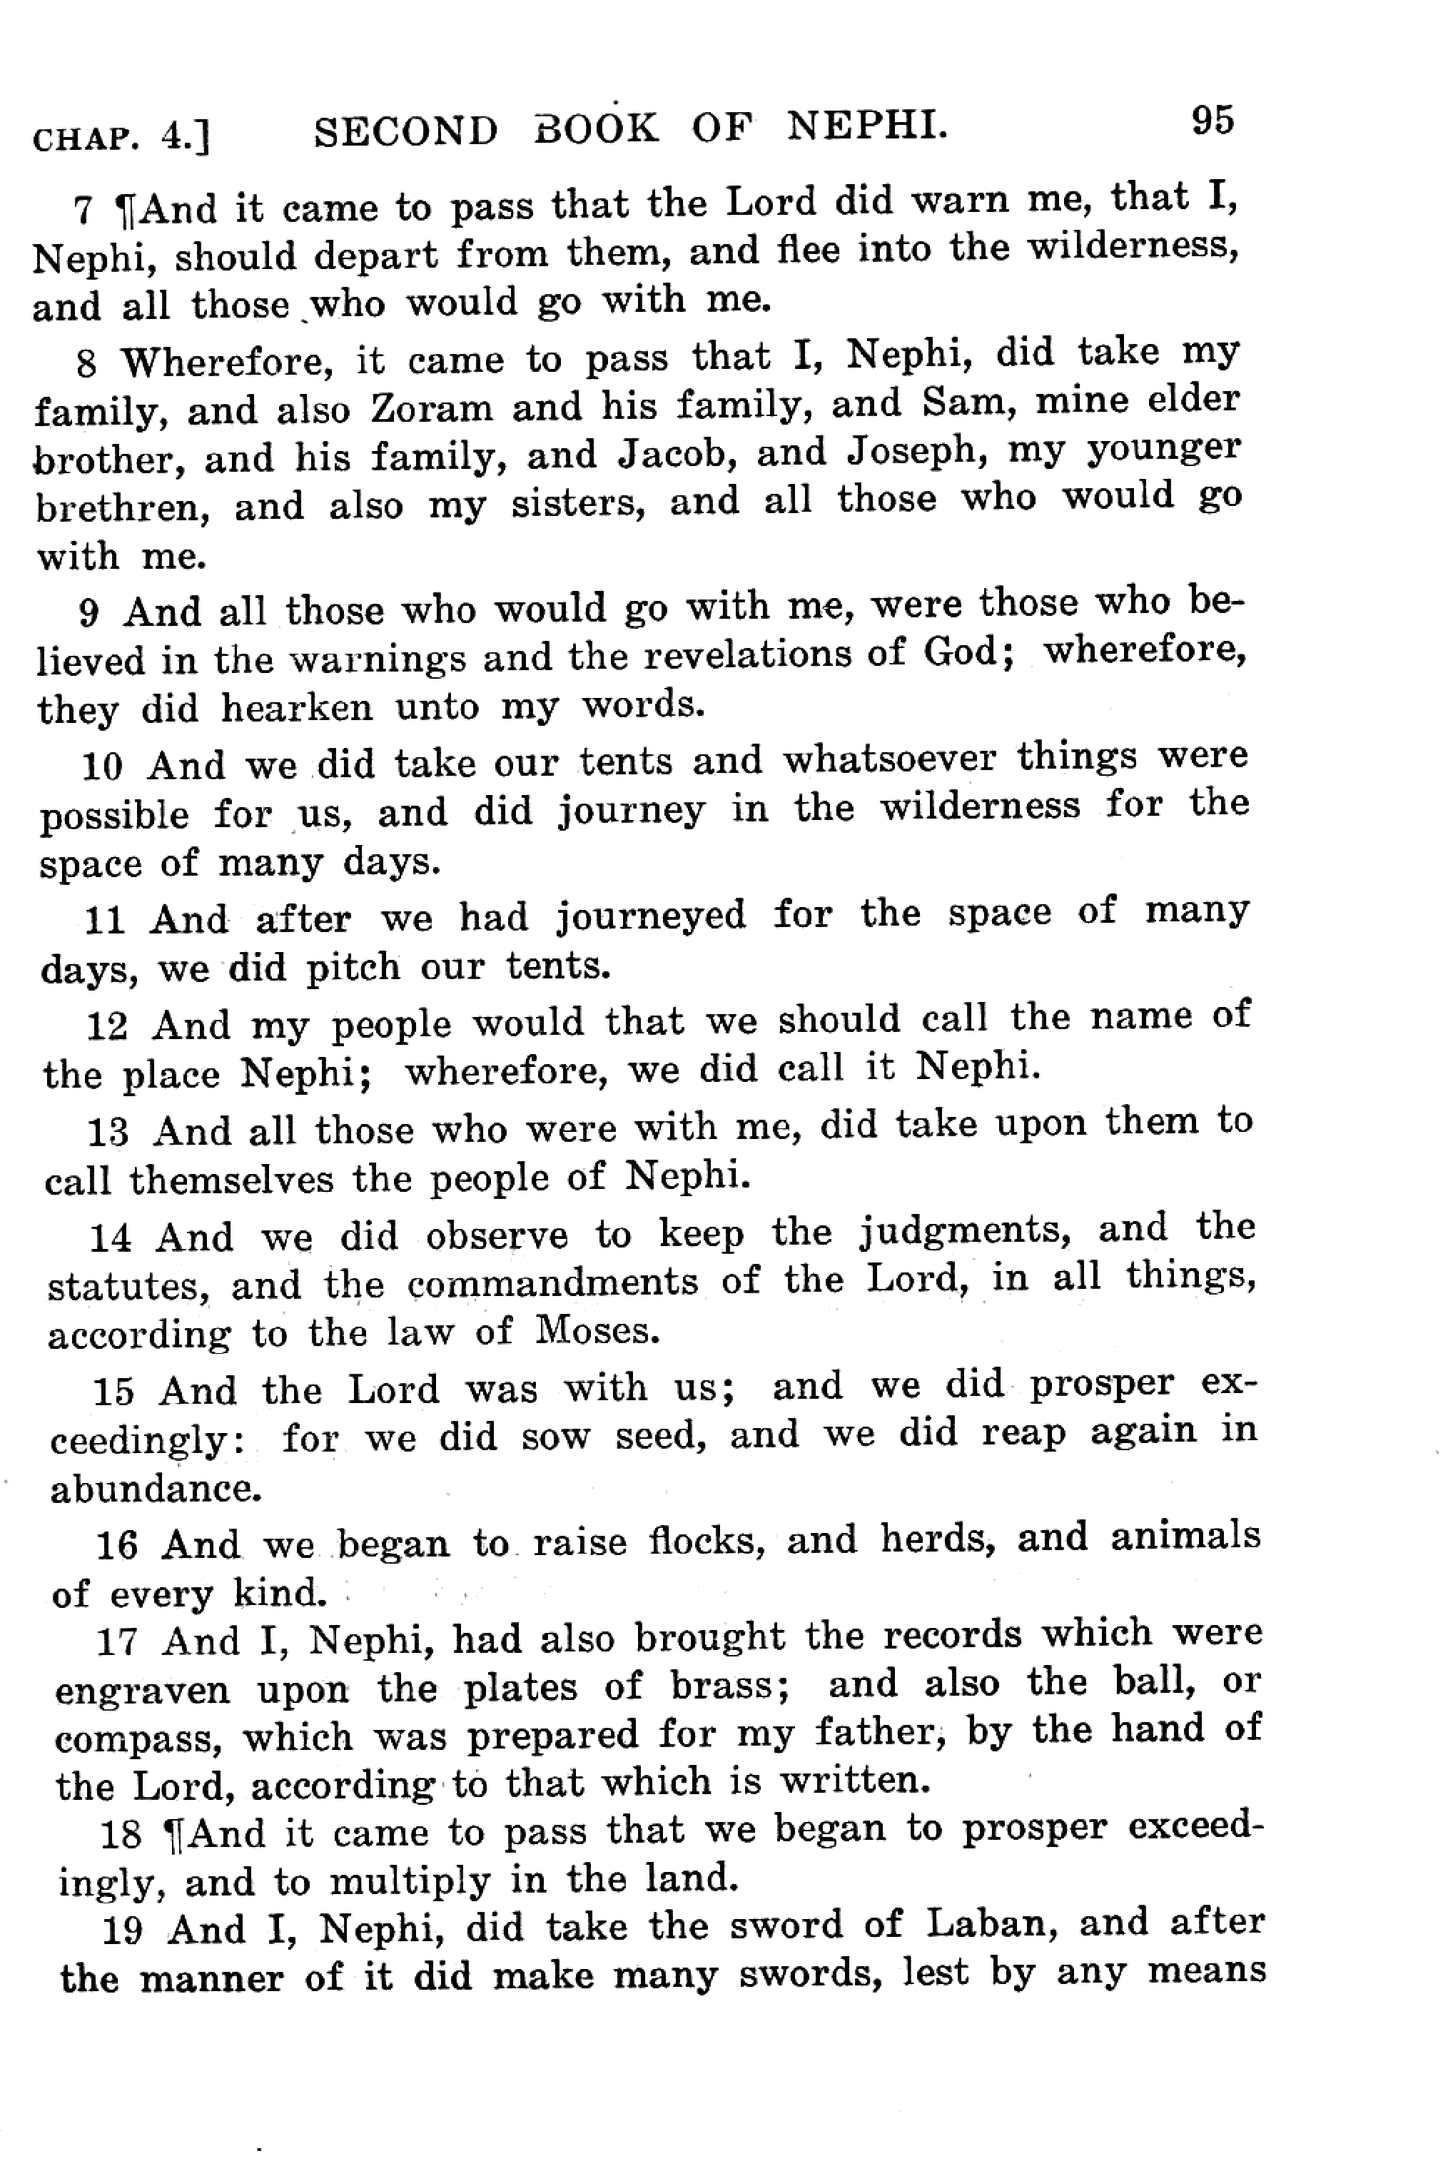 CHAP. 4.] SECOND BOOK OF NEPHI. 95
7 ¶And it came to pass that the Lord did warn me, that I,
Nephi, should depart from them, and flee into the wilderness,
and all those who would go with me.
8 Wherefore, it came to pass that I, Nephi, did take my
family, and also Zoram and his family, and Sam, mine elder
brother, and his family, and Jacob, and Joseph, my younger
brethren, and also my sisters, and all those who would go
with me.
9 And all those who would go with me, were those who be-
lieved in the warnings and the revelations of God; wherefore,
they did hearken unto my words.
10 And we did take our tents and whatsoever things were
possible for us, and did journey in the wilderness for the
space of many days.
11 And after we had journeyed for the space of many
days, we did pitch our tents.
12 And my people would that we should call the name of
the place Nephi; wherefore, we did call it Nephi.
13 And all those who were with me, did take upon them to
call themselves the people of Nephi.
14 And we did observe to keep the judgments, and the
statutes, and the commandments of the Lord, in all things,
according to the law of Moses.
15 And the Lord was with us; and we did prosper ex-
ceedingly: for we did sow seed, and we did reap again in
abundance.
16 And we began to raise flocks, and herds, and animals
of every kind.
17 And I, Nephi, had also brought the records which were
engraven upon the plates of brass; and also the ball, or
compass, which was prepared for my father, by the hand of
the Lord, according to that which is written.
18 ¶And it came to pass that we began to prosper exceed-
ingly, and to multiply in the land.
19 And I, Nephi, did take the sword of Laban, and after
the manner of it did make many swords, lest by any means